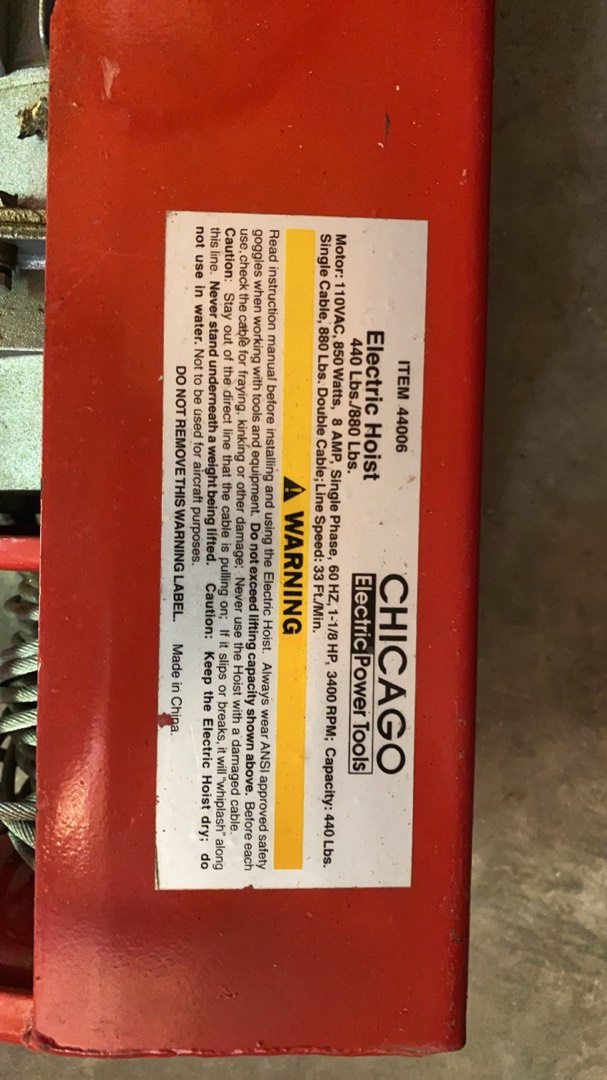 ITEM 44006
CHICAGO
Electric Power Tools
Electric Hoist
440 Lbs./880 Lbs.
Motor: 110VAC, 850 Watts, 8 AMP, Single Phase, 60 HZ, 1-1/8 HP, 3400 RPM; Capacity: 440 Lbs.
Single Cable, 880 Lbs. Double Cable; Line Speed: 33 Ft./Min.
WARNING
Read instruction manual before installing and using the Electric Hoist. Always wear ANSI approved safety
goggles when working with tools and equipment. Do not exceed lifting capacity shown above. Before each
use, check the cable for fraying, kinking or other damage; Never use the Hoist with a damaged cable.
Caution: Stay out of the direct line that the cable is pulling on; If it slips or breaks, it will "whiplash" along
this line. Never stand underneath a weight being lifted. Caution: Keep the Electric Hoist dry; do
not use in water. Not to be used for aircraft purposes.
DO NOT REMOVE THIS WARNING LABEL. Made in China.